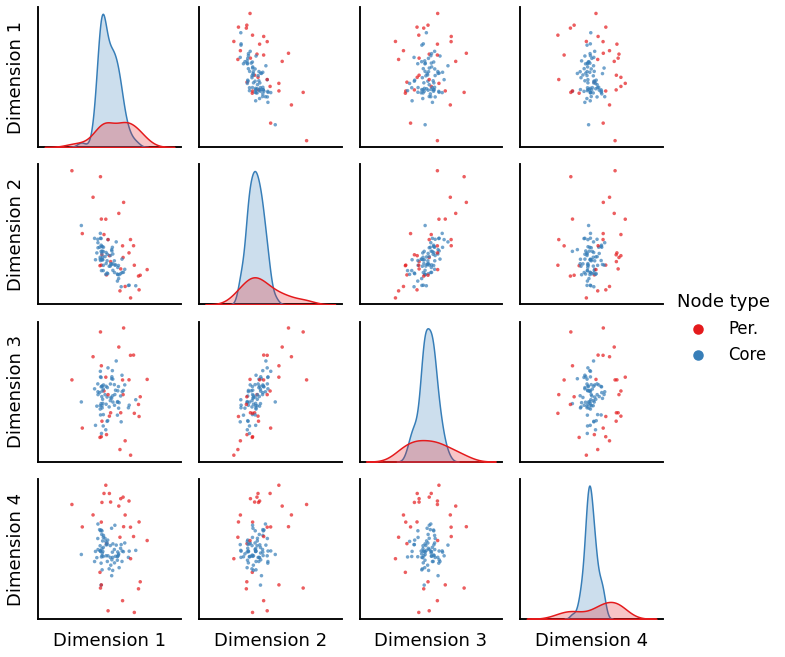 Dimension 1
Dimension 2
Dimension 3
Dimension 4
Node type
Per.
Core
Dimension 1
Dimension 2
Dimension 3
Dimension 4